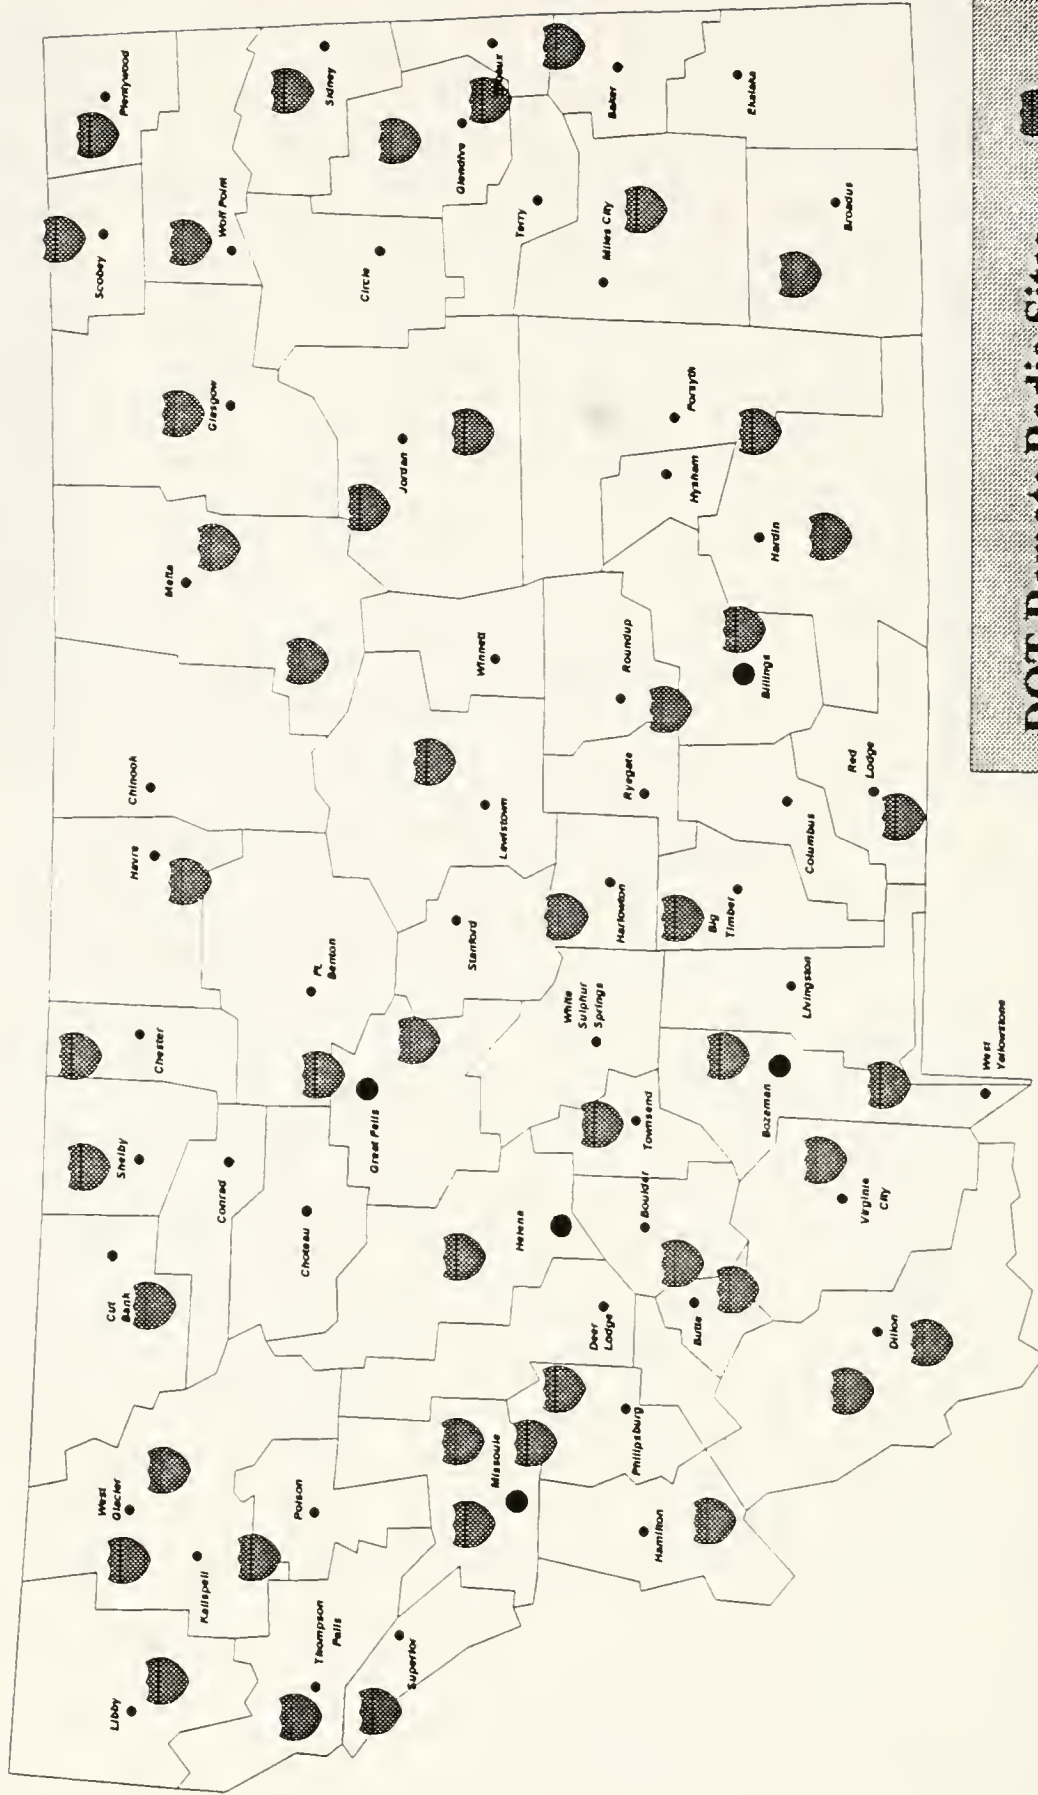 Libby
West
Glacier
Cut
Bank
Shelby
Chester
Havre
Chinook
Malta
Glasgow
Scobey
Plentywood
Kalispell
Conrad
Wolf Point
Thompson
Falls
Polson
Choteau
Great Falls
Ft.
Benton
Sidney
Superior
Jordan
Circle
Missoula
Helena
Stanford
Lewistown
Winnett
Glendive
Terry
Philipsburg
Deer
Lodge
White
Sulphur
Springs
Harlowton
Ryegate
Roundup
Miles City
Baker
Hamilton
Butte
Boulder
Townsend
Big
Timber
Hysham
Forsyth
Bozeman
Livingston
Columbus
Billings
Hardin
Ekalaka
Dillon
Virginia
City
Red
Lodge
Broadus
West
Yellowstone
DOT Remote Radio Sites